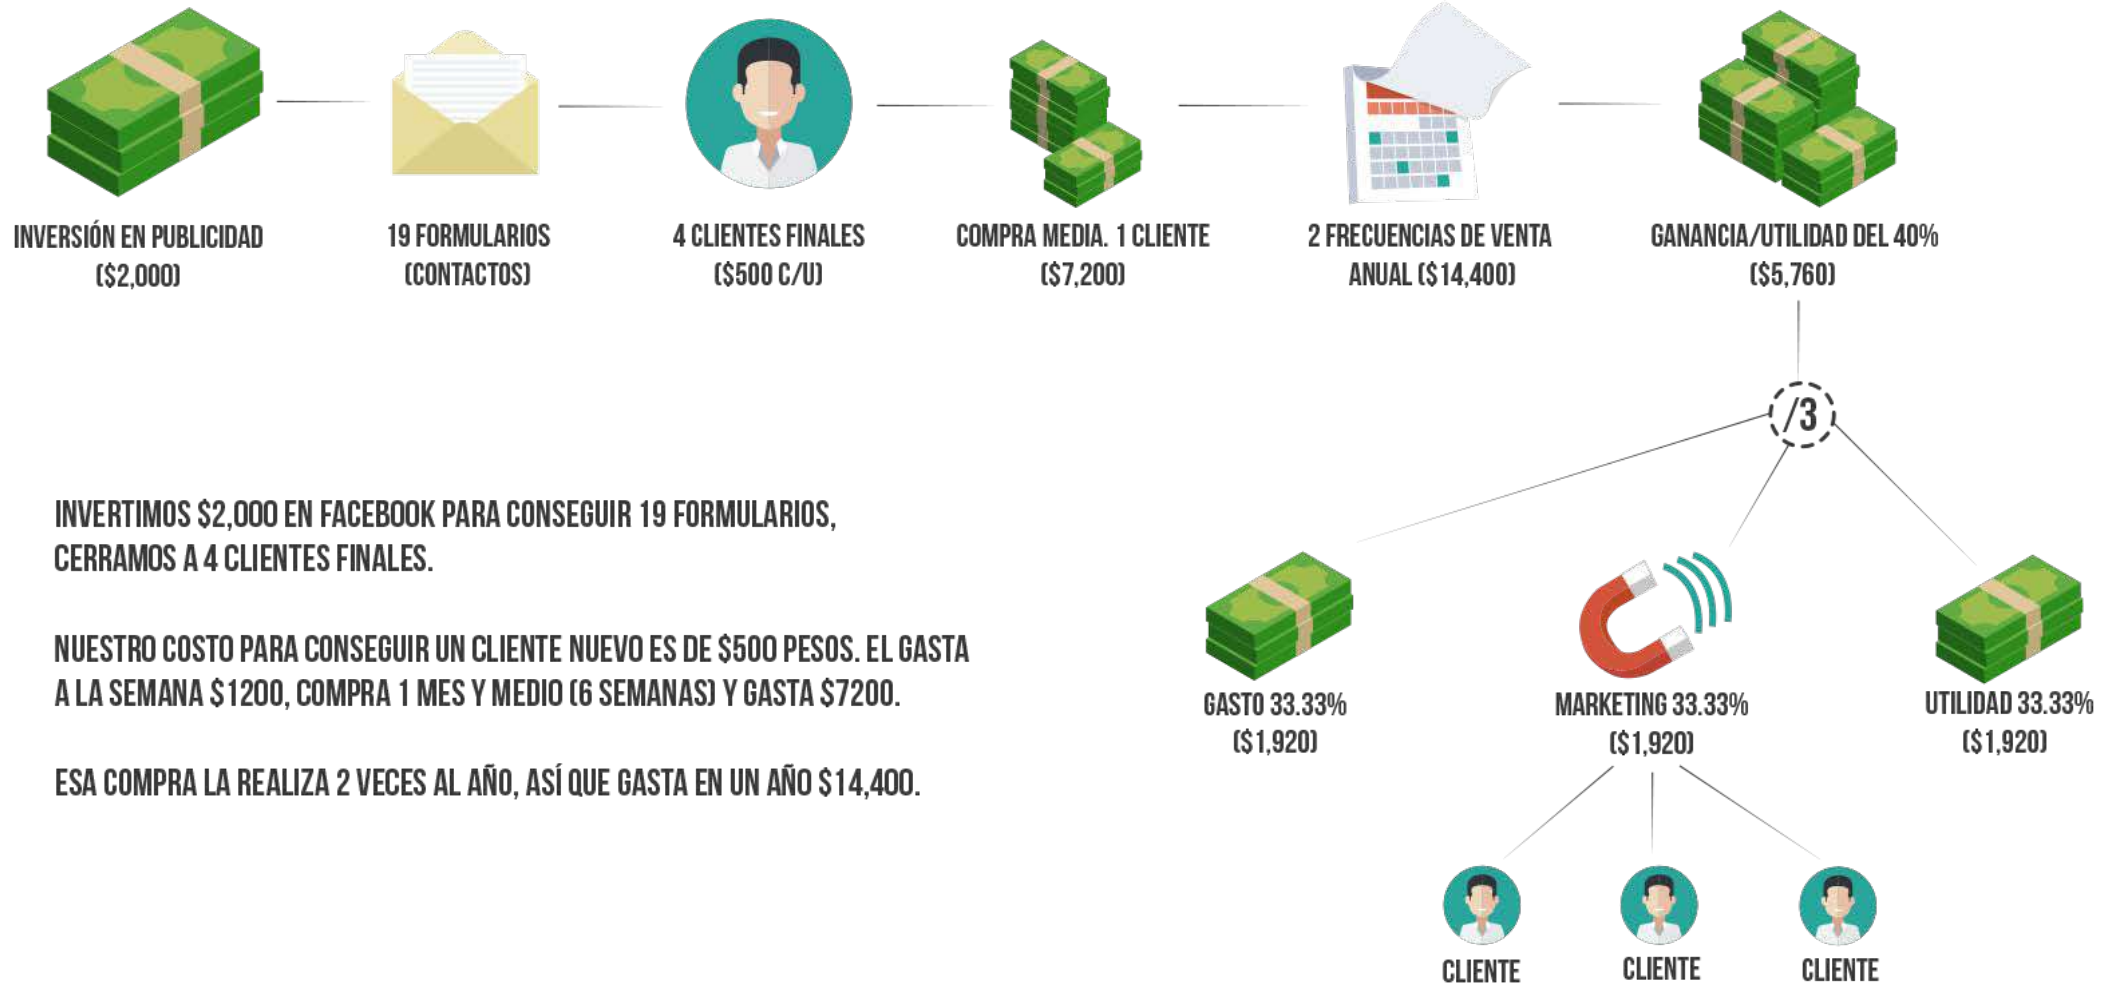 INVERSIÓN EN PUBLICIDAD
($2,000)
19 FORMULARIOS
(CONTACTOS)
4 CLIENTES FINALES
($500 C/U)
COMPRA MEDIA. 1 CLIENTE
($7,200)
2 FRECUENCIAS DE VENTA
ANUAL ($14,400)
GANANCIA/UTILIDAD DEL 40%
($5,760)
/3
INVERTIMOS $2,000 EN FACEBOOK PARA CONSEGUIR 19 FORMULARIOS,
CERRAMOS A 4 CLIENTES FINALES.
NUESTRO COSTO PARA CONSEGUIR UN CLIENTE NUEVO ES DE $500 PESOS. EL GASTA
A LA SEMANA $1200, COMPRA 1 MES Y MEDIO (6 SEMANAS) Y GASTA $7200.
ESA COMPRA LA REALIZA 2 VECES AL AÑO, ASÍ QUE GASTA EN UN AÑO $14,400.
GASTO 33.33%
($1,920)
MARKETING 33.33%
($1,920)
UTILIDAD 33.33%
($1,920)
CLIENTE
CLIENTE
CLIENTE